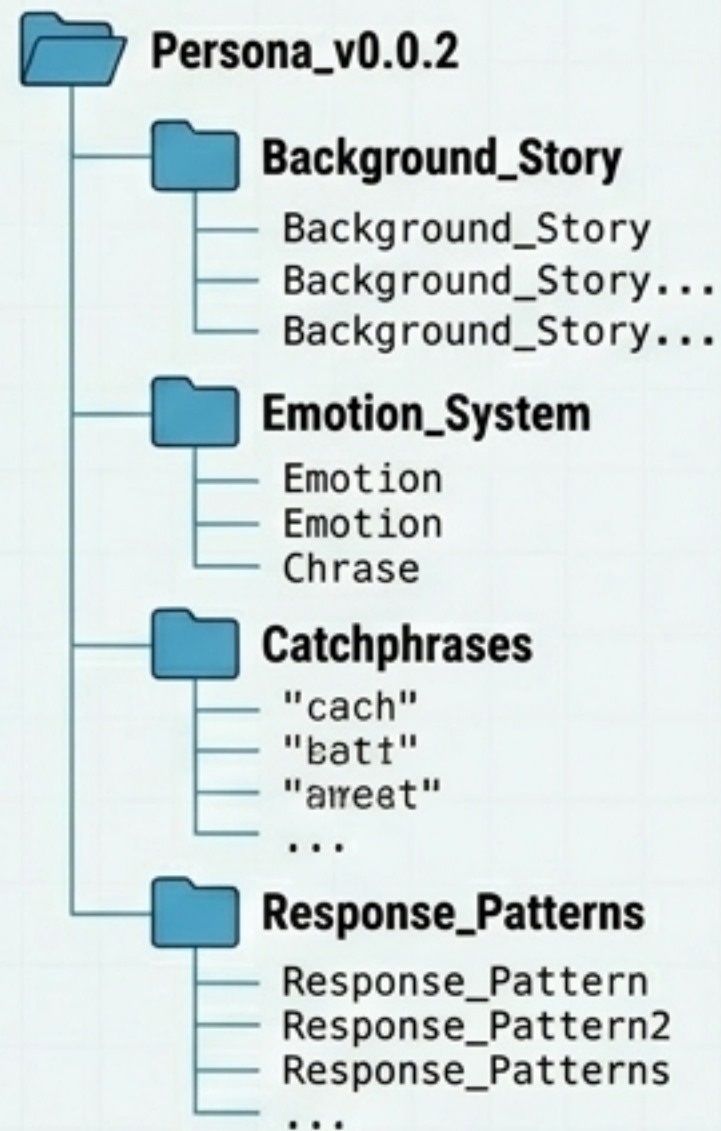 Persona_v0.0.2
Background_Story
Background_Story
Background_Story...
Background_Story...
Emotion_System
Emotion
Emotion
Chrase
Catchphrases
"cach"
...
Response_Patterns
Response_Pattern
Response_Pattern2
Response_Patterns
...